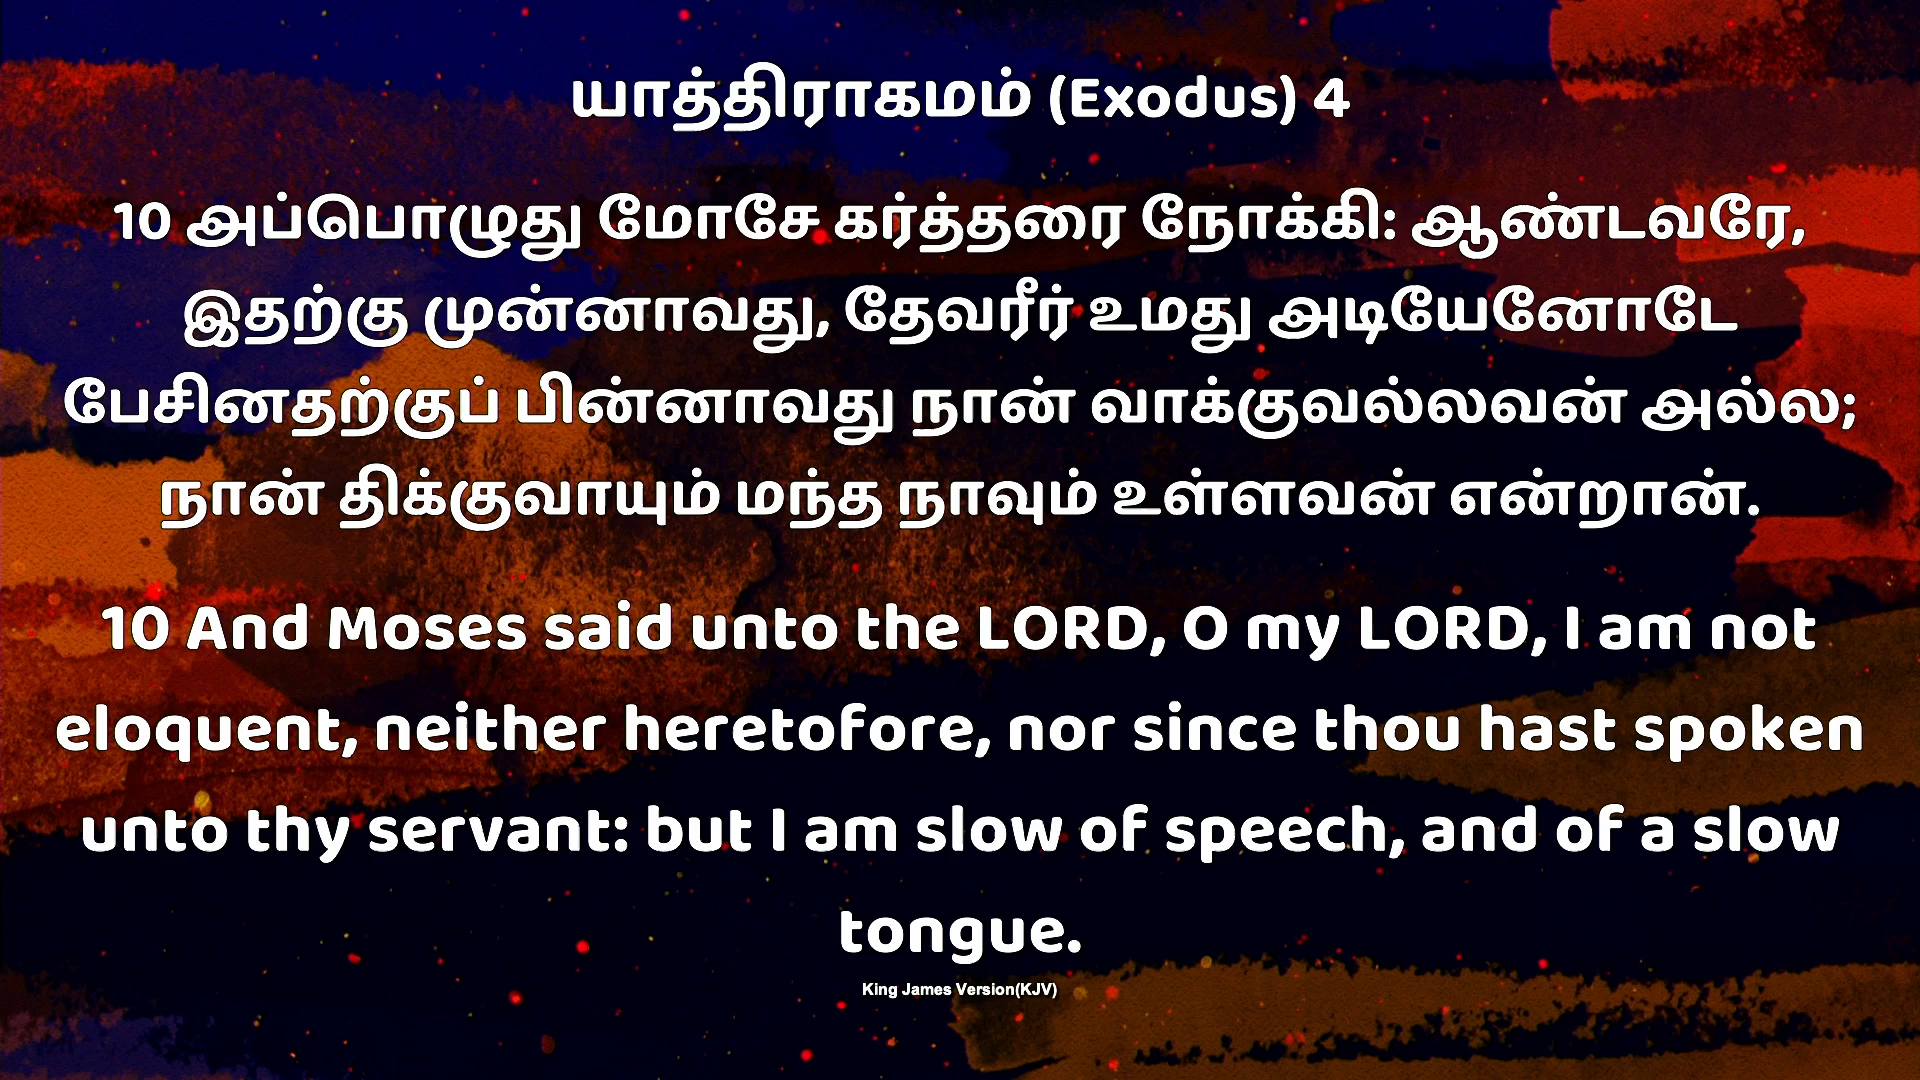 யாத்திராகமம் (Exodus) 4
10 அப்பொழுது மோசே கர்த்தரை நோக்கி: ஆண்டவரே,
இதற்கு முன்னாவது, தேவரீர் உமது அடியேனோடே
பேசினதற்குப் பின்னாவது நான் வாக்குவல்லவன் அல்ல;
நான் திக்குவாயும் மந்த நாவும் உள்ளவன் என்றான்.
10 And Moses said unto the LORD, O my LORD, I am not
eloquent, neither heretofore, nor since thou hast spoken
unto thy servant: but I am slow of speech, and of a slow
tongue.
King James Version(KJV)